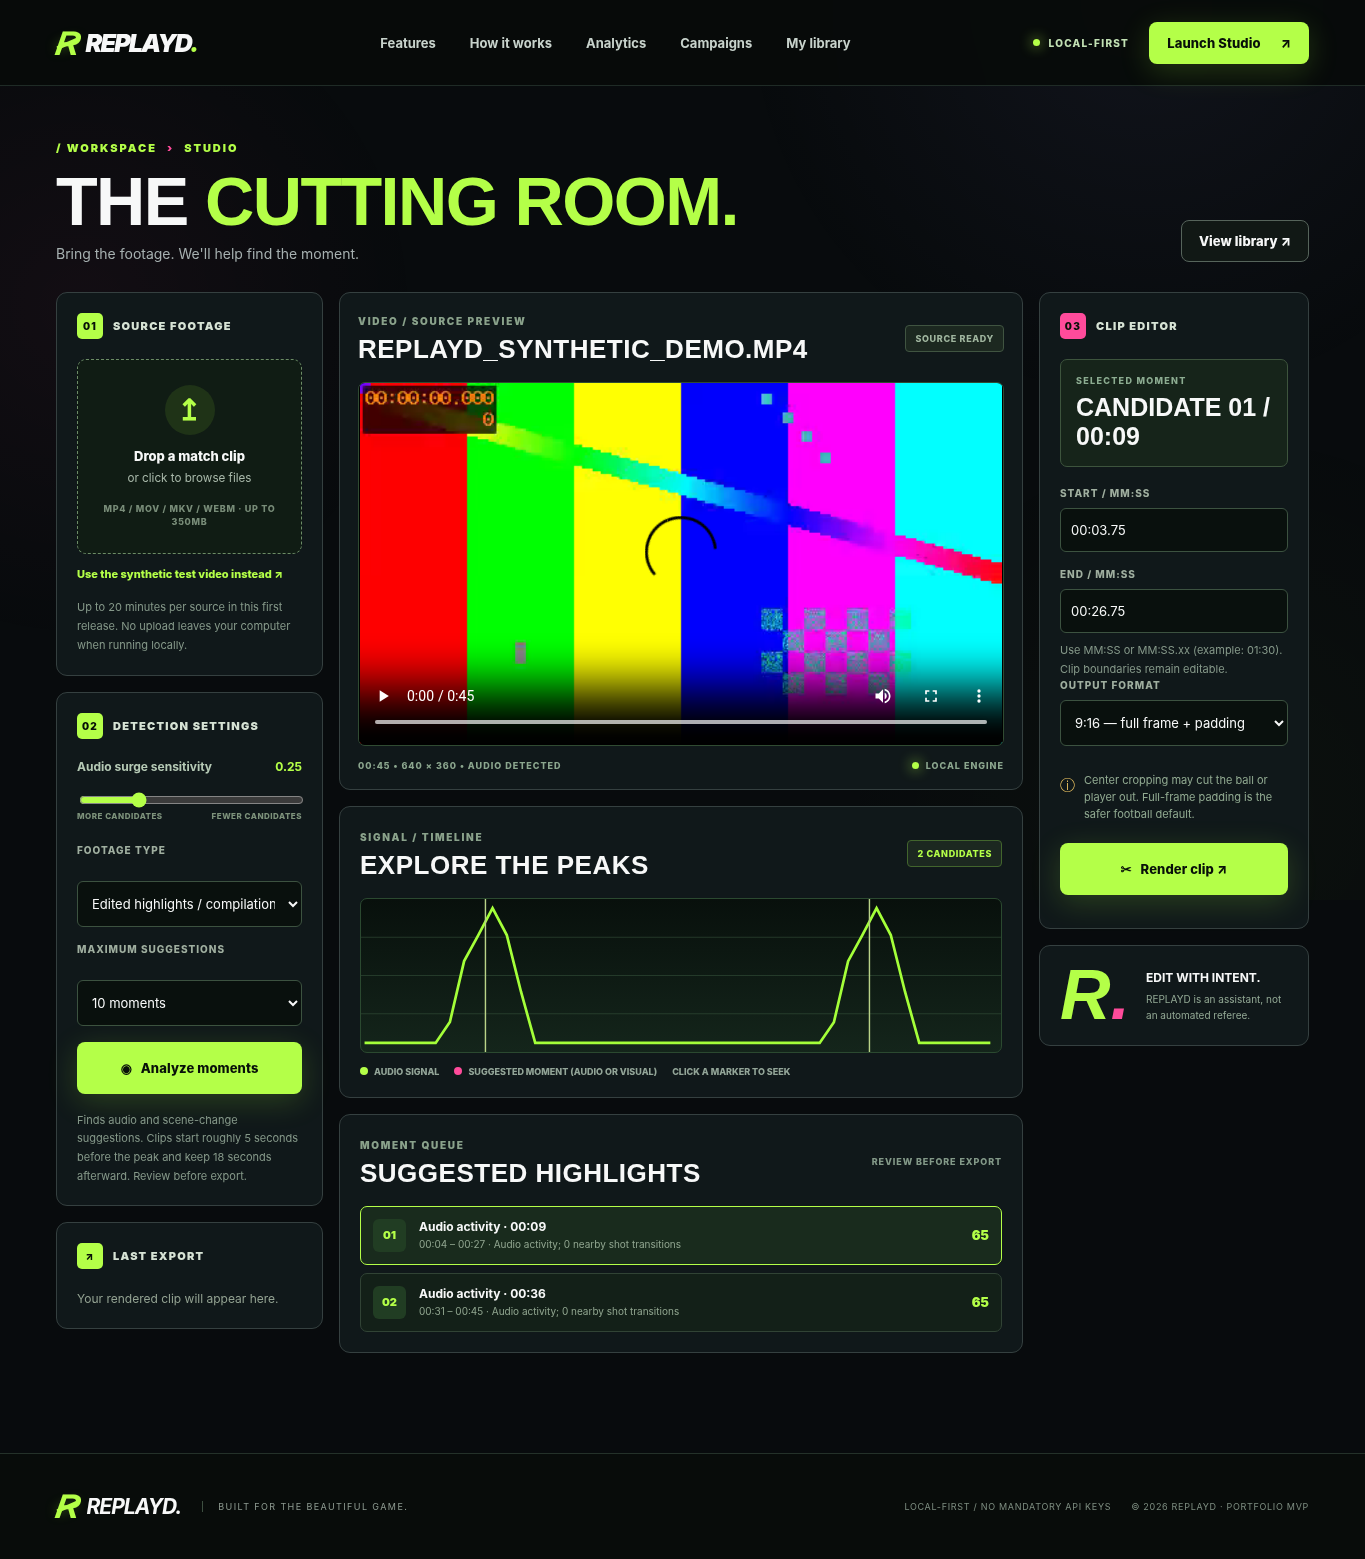 REPLAYD.
Features
How it works
Analytics
Campaigns
My library
LOCAL-FIRST
Launch Studio ↗
/ WORKSPACE › STUDIO
THE CUTTING ROOM.
Bring the footage. We'll help find the moment.
View library ↗
01 SOURCE FOOTAGE
↥
Drop a match clip
or click to browse files
MP4 / MOV / MKV / WEBM · UP TO
350MB
Use the synthetic test video instead ↗
Up to 20 minutes per source in this first
release. No upload leaves your computer
when running locally.
02 DETECTION SETTINGS
Audio surge sensitivity 0.25
MORE CANDIDATES FEWER CANDIDATES
FOOTAGE TYPE
Edited highlights / compilation
MAXIMUM SUGGESTIONS
10 moments
◉ Analyze moments
Finds audio and scene-change
suggestions. Clips start roughly 5 seconds
before the peak and keep 18 seconds
afterward. Review before export.
↗ LAST EXPORT
Your rendered clip will appear here.
VIDEO / SOURCE PREVIEW
REPLAYD_SYNTHETIC_DEMO.MP4
SOURCE READY
00:00:00.000
0
0:00 / 0:45
00:45 • 640 × 360 • AUDIO DETECTED
LOCAL ENGINE
SIGNAL / TIMELINE
EXPLORE THE PEAKS
2 CANDIDATES
AUDIO SIGNAL SUGGESTED MOMENT (AUDIO OR VISUAL) CLICK A MARKER TO SEEK
MOMENT QUEUE
SUGGESTED HIGHLIGHTS
REVIEW BEFORE EXPORT
01
Audio activity · 00:09
00:04 – 00:27 · Audio activity; 0 nearby shot transitions
65
02
Audio activity · 00:36
00:31 – 00:45 · Audio activity; 0 nearby shot transitions
65
03 CLIP EDITOR
SELECTED MOMENT
CANDIDATE 01 /
00:09
START / MM:SS
00:03.75
END / MM:SS
00:26.75
Use MM:SS or MM:SS.xx (example: 01:30).
Clip boundaries remain editable.
OUTPUT FORMAT
9:16 — full frame + padding
ⓘ Center cropping may cut the ball or
player out. Full-frame padding is the
safer football default.
✂ Render clip ↗
R.
EDIT WITH INTENT.
REPLAYD is an assistant, not
an automated referee.
REPLAYD.
BUILT FOR THE BEAUTIFUL GAME.
LOCAL-FIRST / NO MANDATORY API KEYS
© 2026 REPLAYD · PORTFOLIO MVP